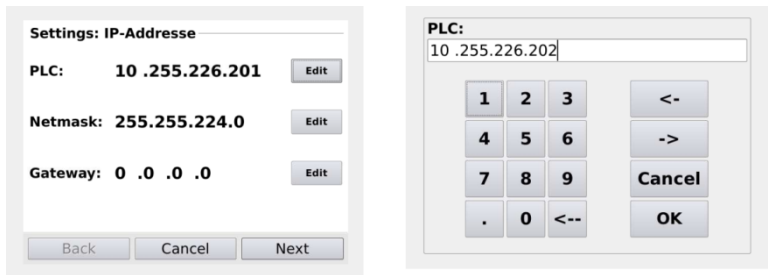 Settings: IP-Addresse
PLC: 10 .255.226.201 Edit
Netmask: 255.255.224.0 Edit
Gateway: 0 .0 .0 .0 Edit
Back Cancel Next
PLC:
10 .255.226.202
1 2 3 <-
4 5 6 ->
7 8 9 Cancel
. 0 <-- OK